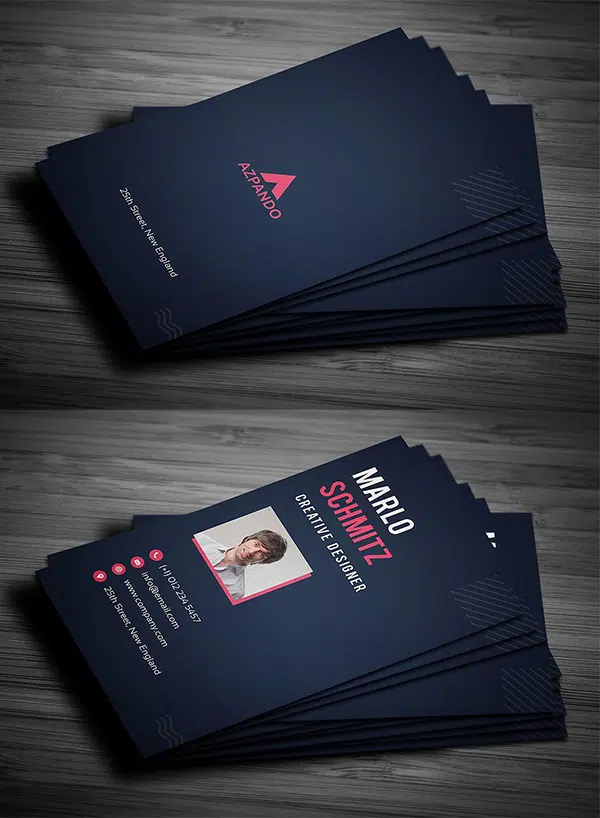 AZPANDO
25th Street, New England
MARLO
SCHMITZ
CREATIVE DESIGNER
(+1) 012 234 5457
info@email.com
www.company.com
25th Street, New England